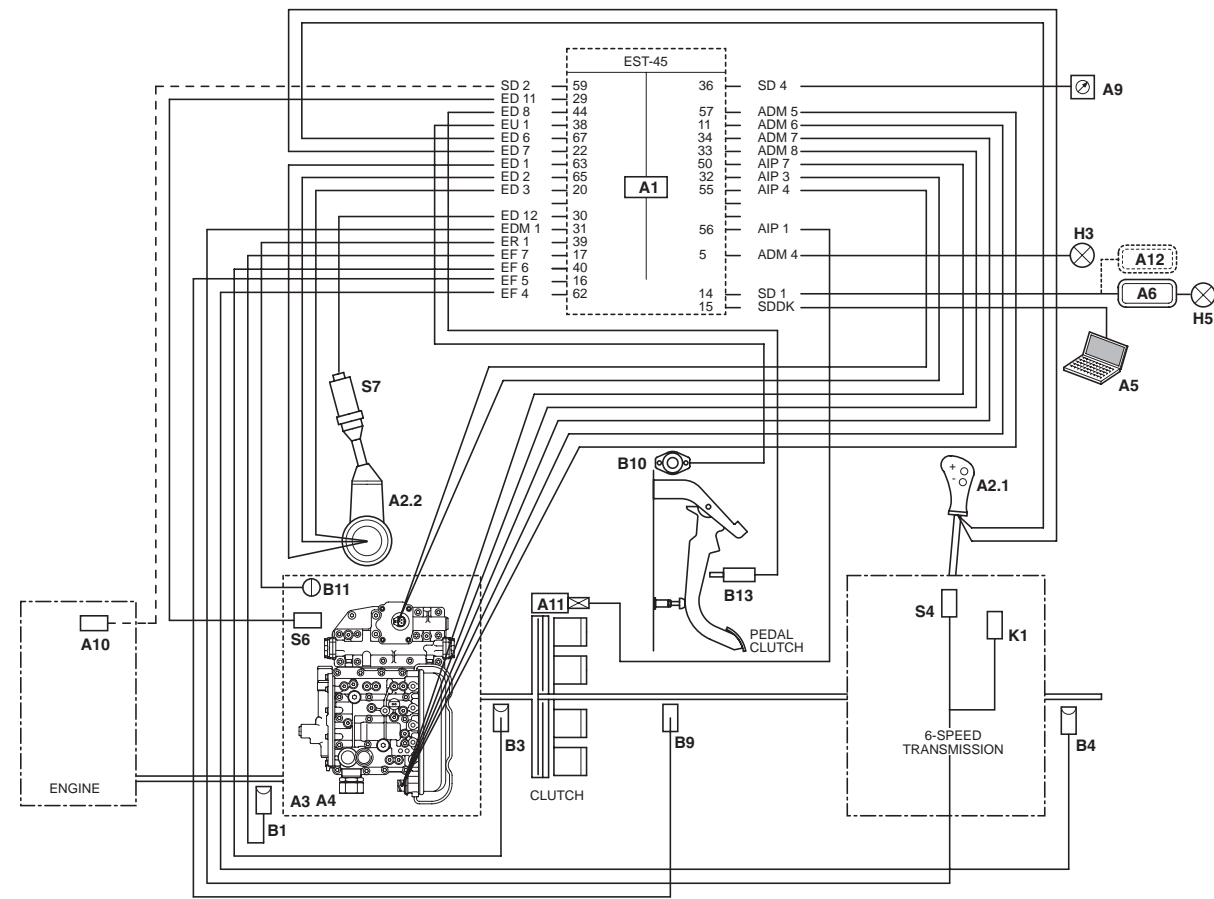 EST-45
SD 2 59 36 SD 4
A9
ED 11 29
ED 8 44 57 ADM 5
EU 1 38 11 ADM 6
ED 6 67 34 ADM 7
ED 7 22 33 ADM 8
ED 1 63 50 AIP 7
ED 2 65 32 AIP 3
ED 3 20 55 AIP 4
A1
ED 12 30
EDM 1 31 56 AIP 1
ER 1 39
EF 7 17 5 ADM 4
EF 6 40
EF 5 16
EF 4 62 14 SD 1
15 SDDK
H3
A12
A6
H5
A5
S7
A2.2
B10
A2.1
B13
B11
S6
A10
A11
PEDAL
CLUTCH
S4
K1
B3
B9
B4
6-SPEED
TRANSMISSION
ENGINE
A3 A4
CLUTCH
B1